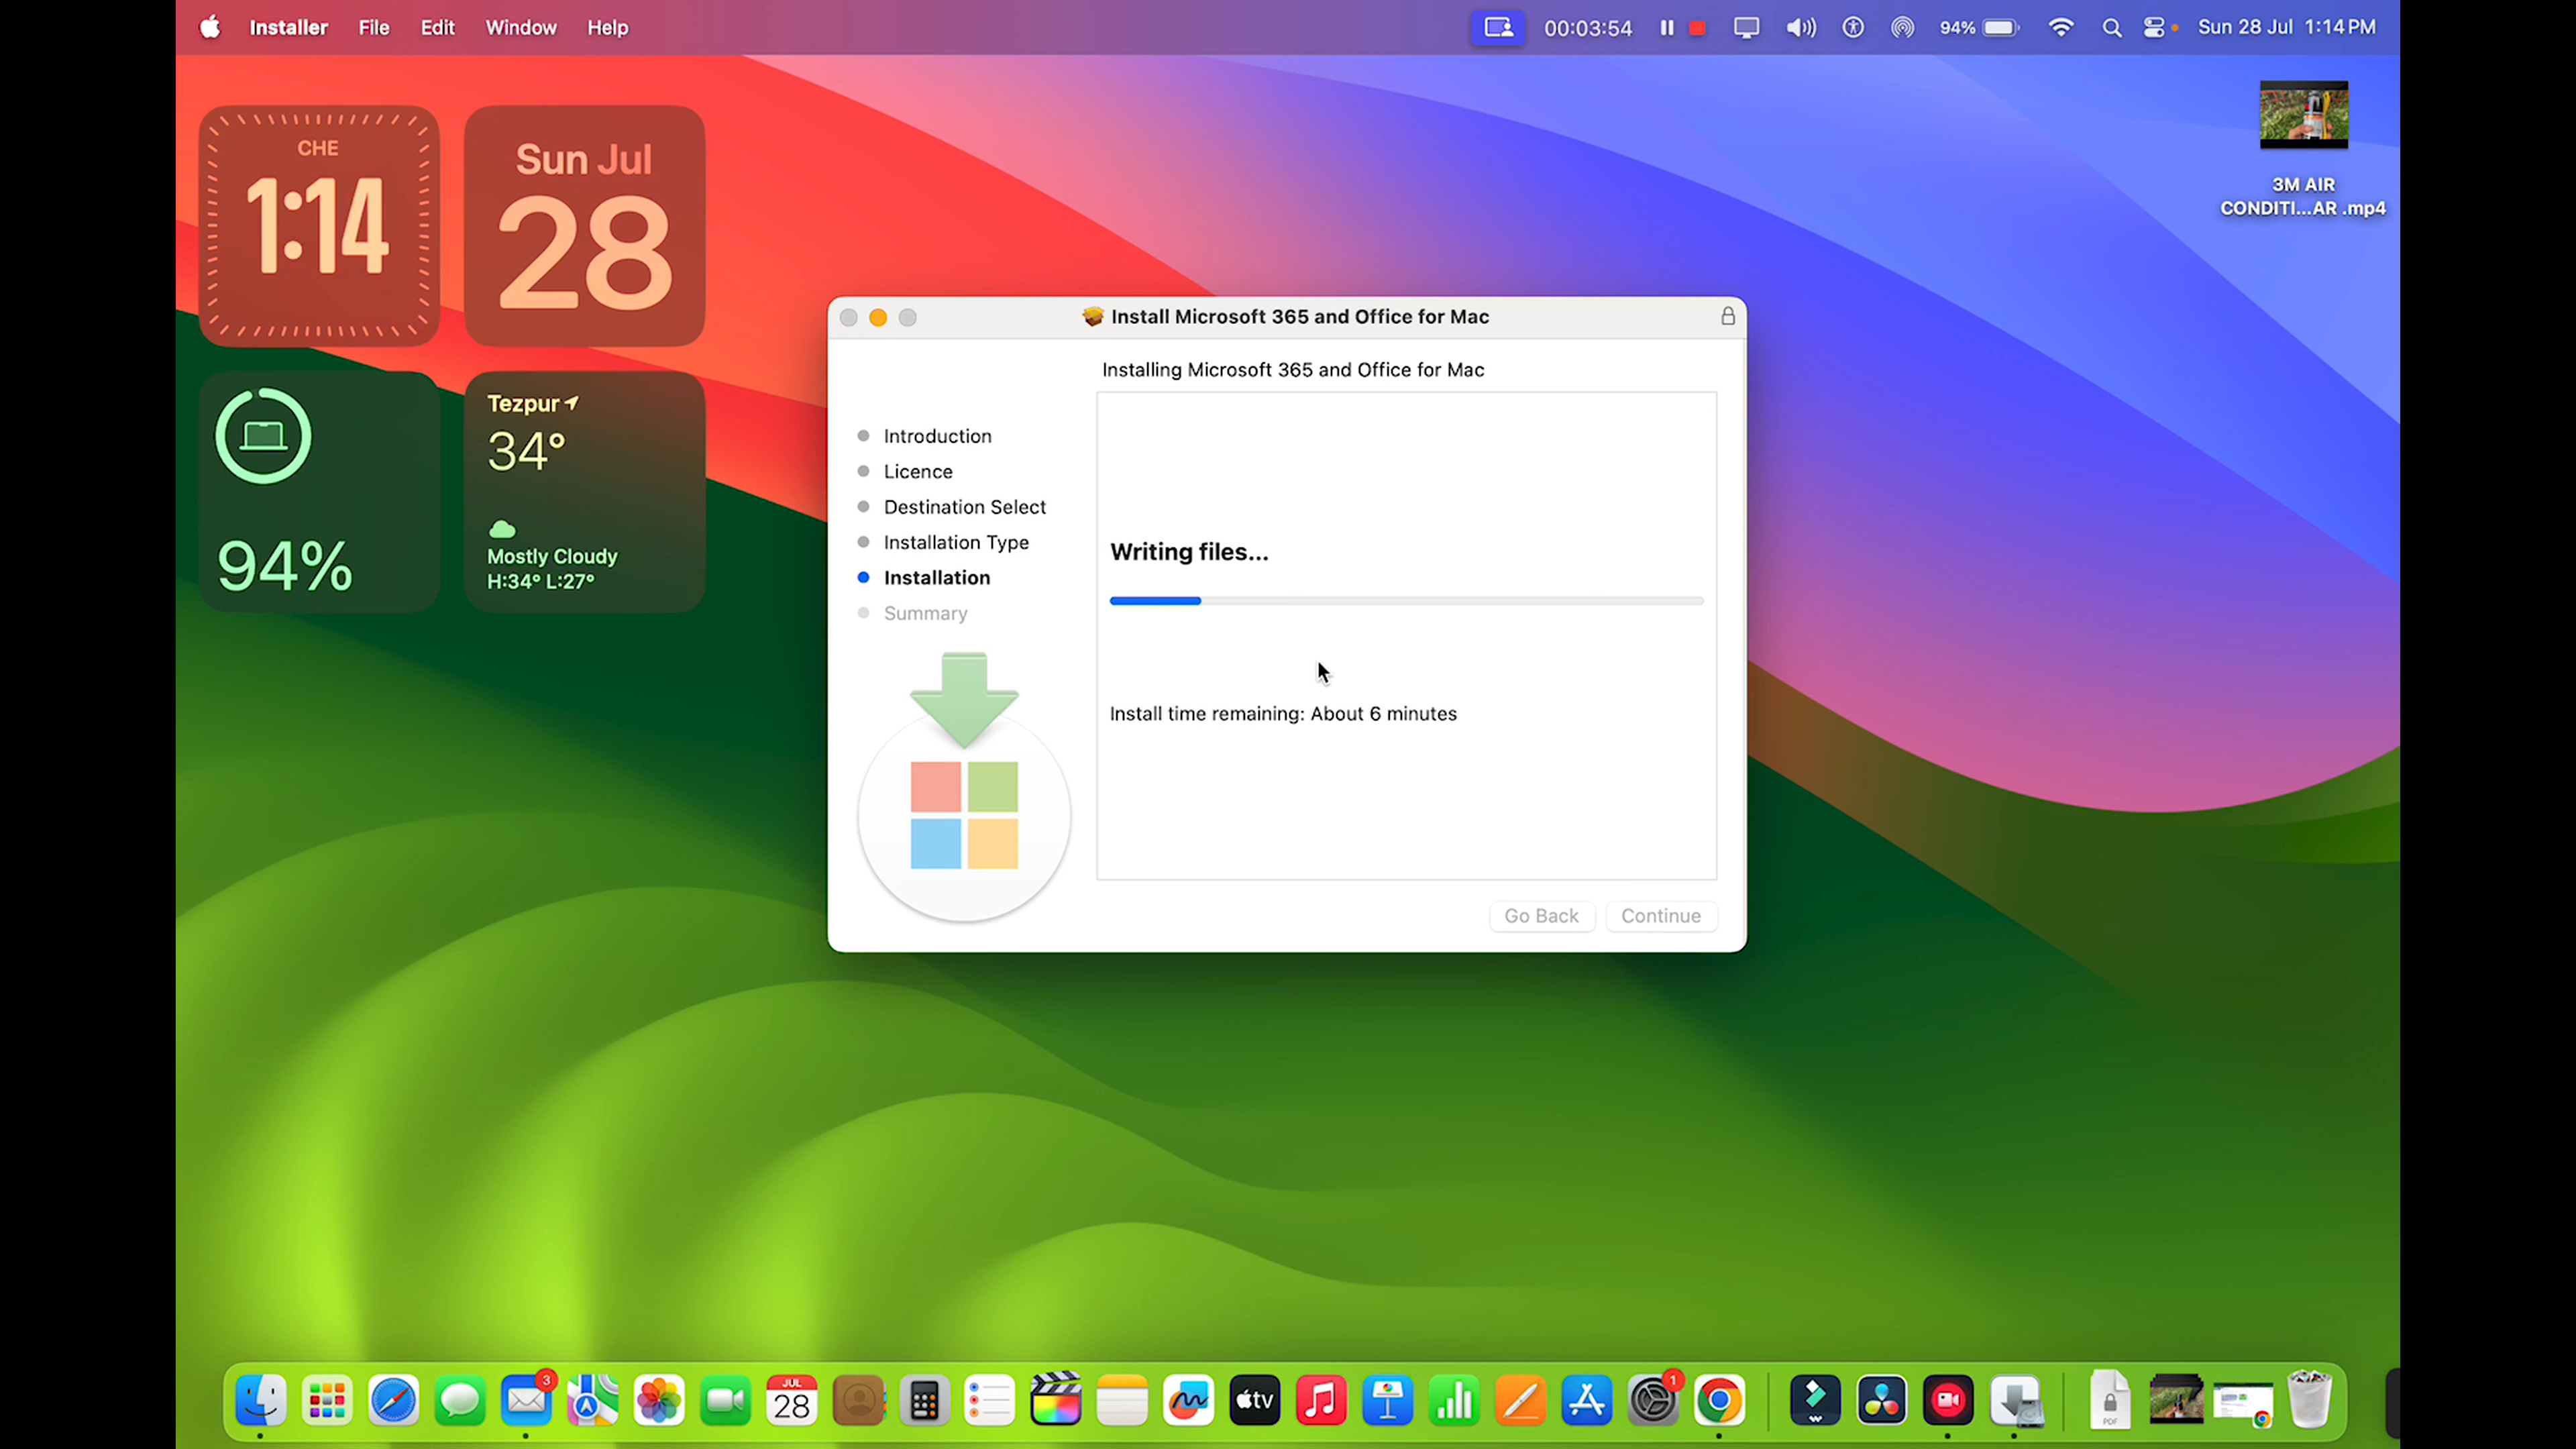 Installer File Edit Window Help 00:03:54 94% Sun 28 Jul 1:14 PM
CHE
1:14
Sun Jul
28
94%
Tezpur
34°
Mostly Cloudy
H:34° L:27°
3M AIR
CONDITI...AR .mp4
Install Microsoft 365 and Office for Mac
Installing Microsoft 365 and Office for Mac
Introduction
Licence
Destination Select
Installation Type
Installation
Summary
Writing files...
Install time remaining: About 6 minutes
Go Back Continue
3
JUL
28
tv
1
PDF